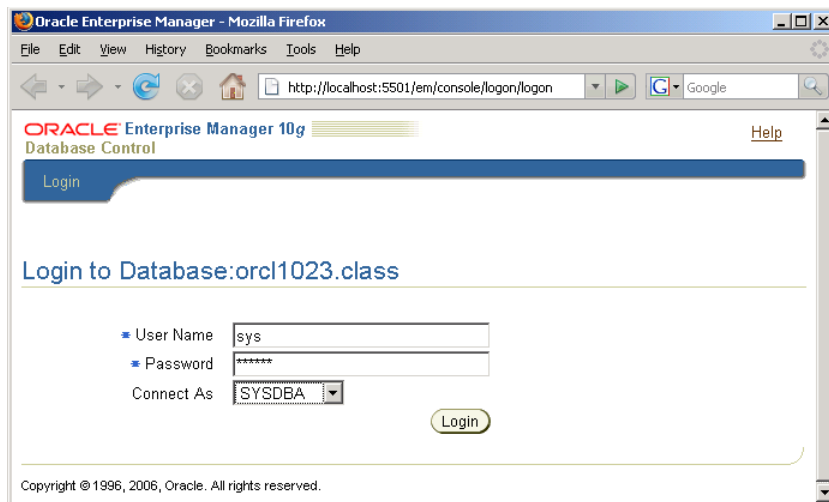 Oracle Enterprise Manager - Mozilla Firefox
File Edit View History Bookmarks Tools Help
http://localhost:5501/em/console/logon/logon G Google
ORACLE Enterprise Manager 10g Help
Database Control
Login
Login to Database:orcl1023.class
* User Name sys
* Password ******
Connect As SYSDBA
Login
Copyright © 1996, 2006, Oracle. All rights reserved.